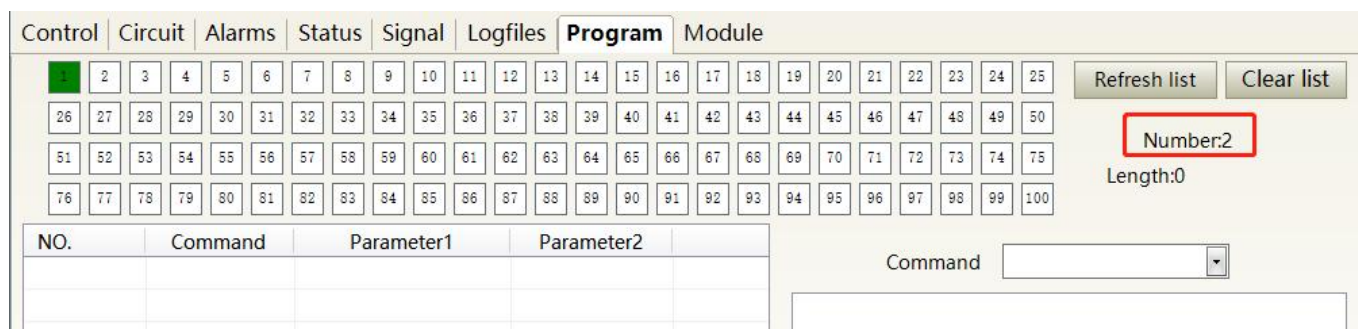 Control Circuit Alarms Status Signal Logfiles Program Module
1 2 3 4 5 6 7 8 9 10 11 12 13 14 15 16 17 18 19 20 21 22 23 24 25 Refresh list Clear list
26 27 28 29 30 31 32 33 34 35 36 37 38 39 40 41 42 43 44 45 46 47 48 49 50
Number:2
51 52 53 54 55 56 57 58 59 60 61 62 63 64 65 66 67 68 69 70 71 72 73 74 75
Length:0
76 77 78 79 80 81 82 83 84 85 86 87 88 89 90 91 92 93 94 95 96 97 98 99 100
NO. Command Parameter1 Parameter2
Command